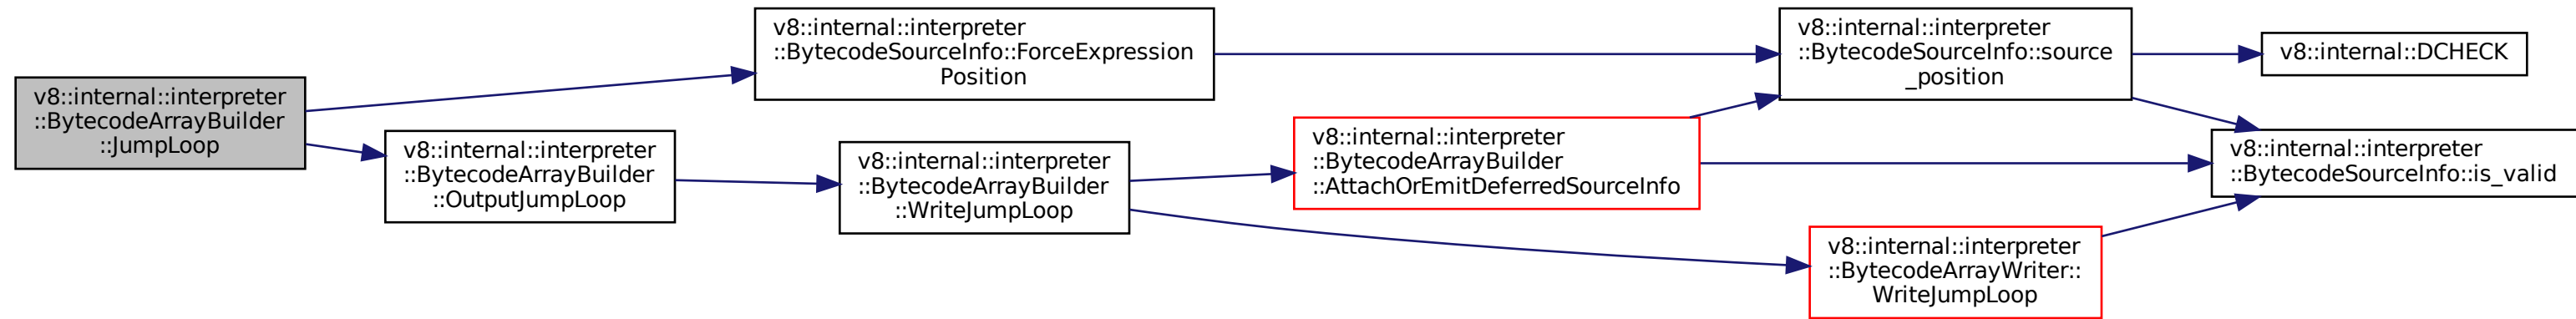 v8::internal::interpreter
::BytecodeArrayBuilder
::JumpLoop
v8::internal::interpreter
::BytecodeSourceInfo::ForceExpression
Position
v8::internal::interpreter
::BytecodeArrayBuilder
::OutputJumpLoop
v8::internal::interpreter
::BytecodeArrayBuilder
::WriteJumpLoop
v8::internal::interpreter
::BytecodeArrayBuilder
::AttachOrEmitDeferredSourceInfo
v8::internal::interpreter
::BytecodeSourceInfo::source
_position
v8::internal::interpreter
::BytecodeArrayWriter::
WriteJumpLoop
v8::internal::DCHECK
v8::internal::interpreter
::BytecodeSourceInfo::is_valid